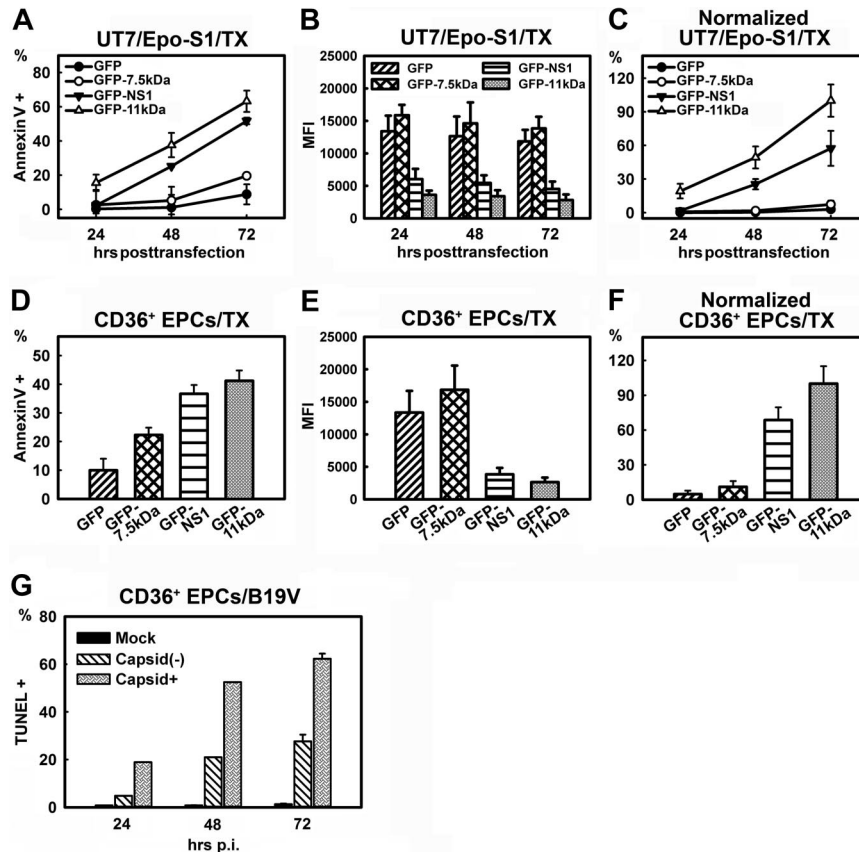 A
UT7/Epo-S1/TX
%
80
60
40
20
0
Annexin V +
GFP
GFP-7.5kDa
GFP-NS1
GFP-11kDa
24 48 72
hrs posttransfection
B
UT7/Epo-S1/TX
25000
20000
15000
10000
5000
0
MFI
GFP
GFP-7.5kDa
GFP-NS1
GFP-11kDa
24 48 72
hrs posttransfection
C
Normalized
UT7/Epo-S1/TX
%
120
90
60
30
0
GFP
GFP-7.5kDa
GFP-NS1
GFP-11kDa
24 48 72
hrs posttransfection
D
CD36+ EPCs/TX
%
50
40
30
20
10
0
Annexin V +
GFP
GFP-7.5kDa
GFP-NS1
GFP-11kDa
E
CD36+ EPCs/TX
25000
20000
15000
10000
5000
0
MFI
GFP
GFP-7.5kDa
GFP-NS1
GFP-11kDa
F
Normalized
CD36+ EPCs/TX
%
120
90
60
30
0
GFP
GFP-7.5kDa
GFP-NS1
GFP-11kDa
G
CD36+ EPCs/B19V
%
80
60
40
20
0
TUNEL +
Mock
Capsid(-)
Capsid+
24 48 72
hrs p.i.